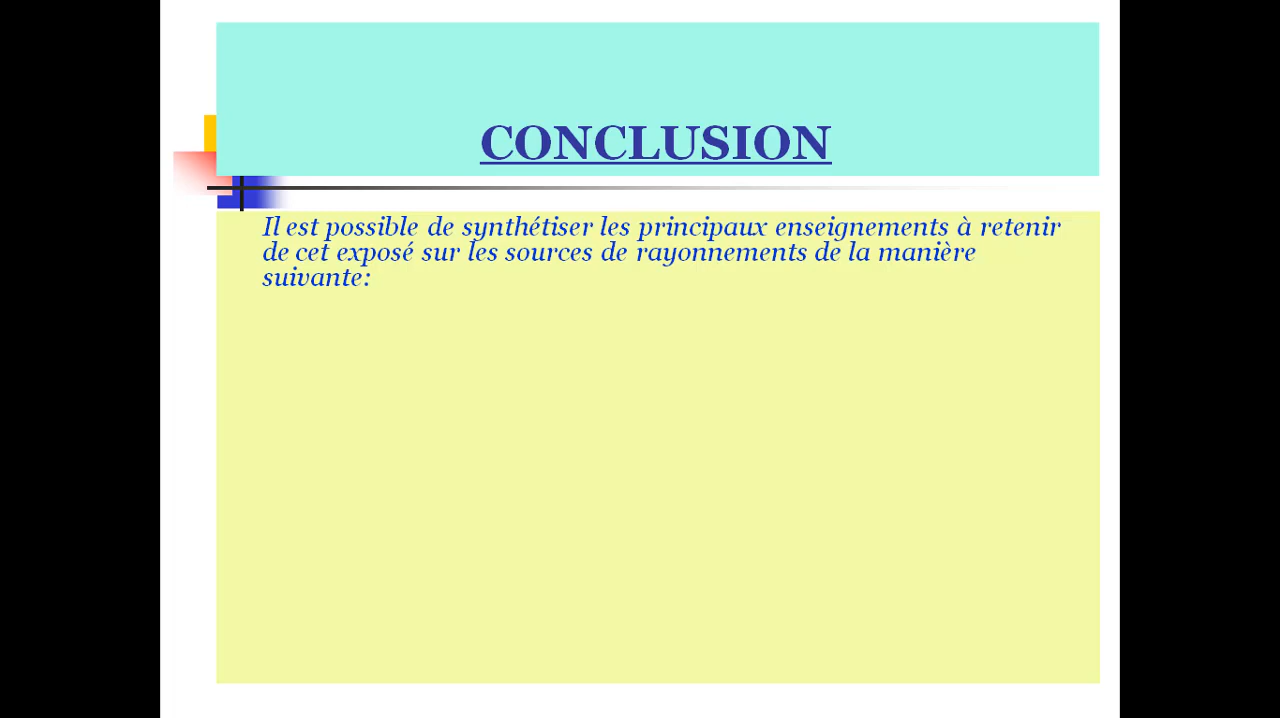 CONCLUSION
Il est possible de synthétiser les principaux enseignements à retenir
de cet exposé sur les sources de rayonnements de la manière
suivante: